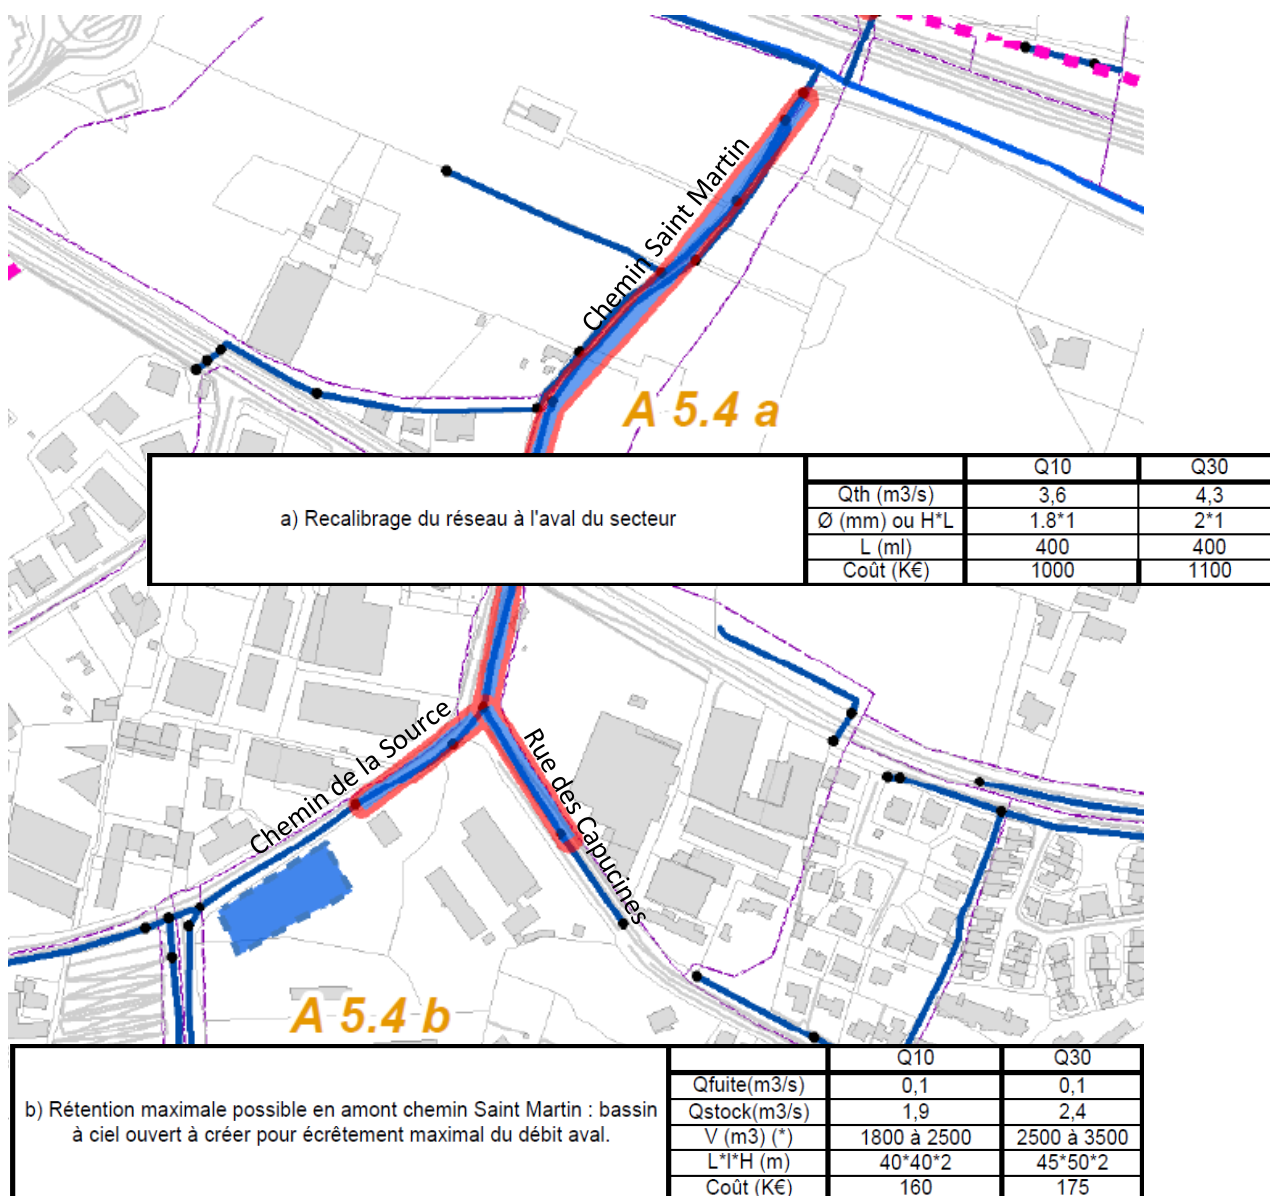 Chemin Saint Martin
A 5.4 a
a) Recalibrage du réseau à l'aval du secteur
Q10 Q30
Qth (m3/s) 3,6 4,3
Ø (mm) ou H*L 1.8*1 2*1
L (ml) 400 400
Coût (K€) 1000 1100
Chemin de la Source
Rue des Capucines
A 5.4 b
b) Rétention maximale possible en amont chemin Saint Martin : bassin
à ciel ouvert à créer pour écrêtement maximal du débit aval.
Q10 Q30
Qfuite(m3/s) 0,1 0,1
Qstock(m3/s) 1,9 2,4
V (m3) (*) 1800 à 2500 2500 à 3500
L*l*H (m) 40*40*2 45*50*2
Coût (K€) 160 175